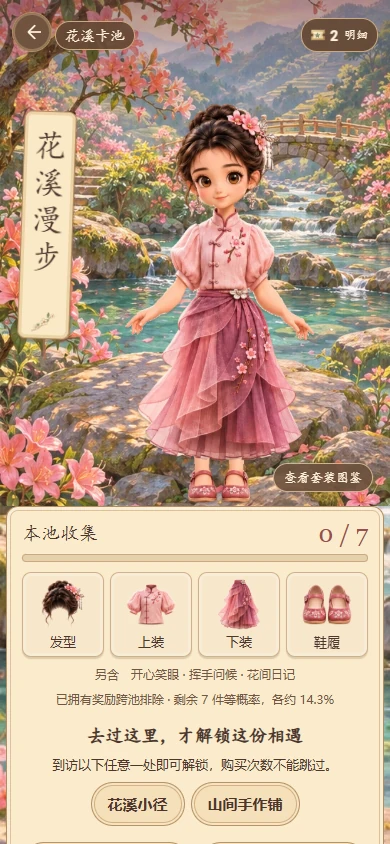 花溪卡池
2 明细
花溪漫步
查看套装图鉴
本池收集
0 / 7
发型
上装
下装
鞋履
另含 开心笑眼 · 挥手问候 · 花间日记
已拥有奖励跨池排除 · 剩余 7 件等概率，各约 14.3%
去过这里，才解锁这份相遇
到访以下任意一处即可解锁，购买次数不能跳过。
花溪小径
山间手作铺